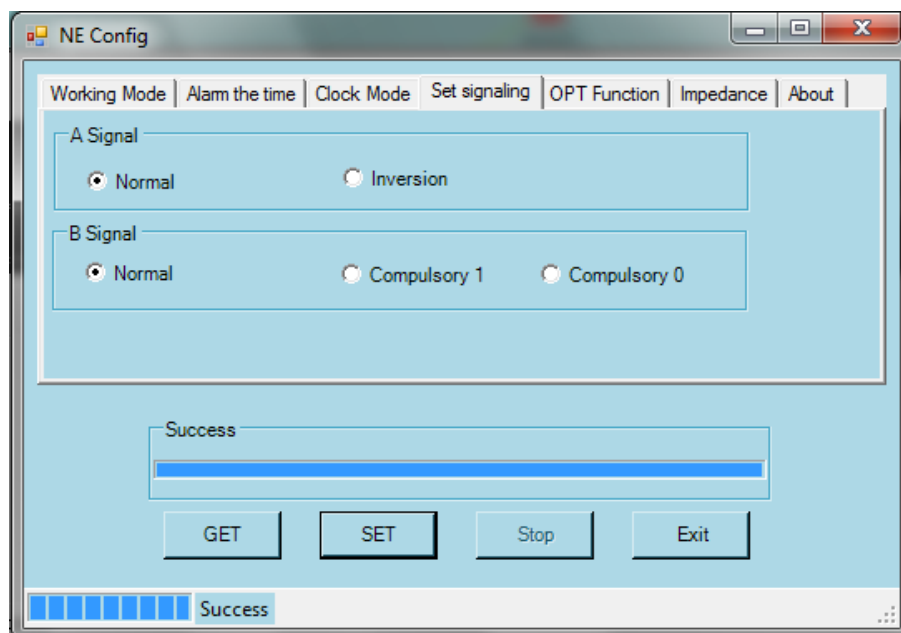 NE Config
Working Mode Alarm the time Clock Mode Set signaling OPT Function Impedance About
A Signal
Normal Inversion
B Signal
Normal Compulsory 1 Compulsory 0
Success
GET SET Stop Exit
Success